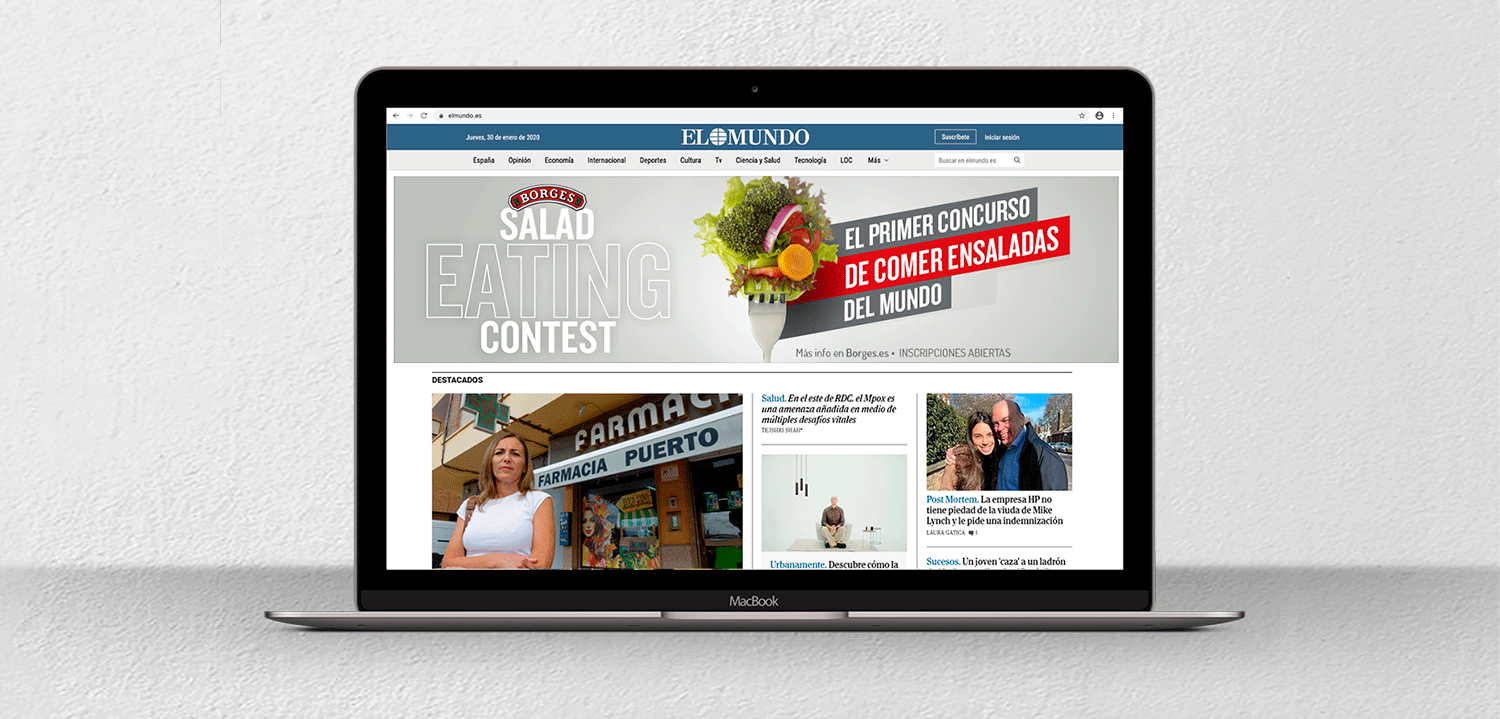 elmundo.es
Jueves, 30 de enero de 2020
EL MUNDO
Suscríbete
Iniciar sesión
España Opinión Economía Internacional Deportes Cultura Tv Ciencia y Salud Tecnología LOC Más
Buscar en elmundo.es
BORGES
SALAD
EATING
CONTEST
EL PRIMER CONCURSO
DE COMER ENSALADAS
DEL MUNDO
Más info en Borges.es • INSCRIPCIONES ABIERTAS
DESTACADOS
FARMACI
FARMACIA PUERTO
Salud. En el este de RDC, el Mpox es
una amenaza añadida en medio de
múltiples desafíos vitales
TEJSHRI SHAH*
Urbanamente. Descubre cómo la
Post Mortem. La empresa HP no
tiene piedad de la viuda de Mike
Lynch y le pide una indemnización
LAURA GATICA
Sucesos. Un joven 'caza' a un ladrón
MacBook